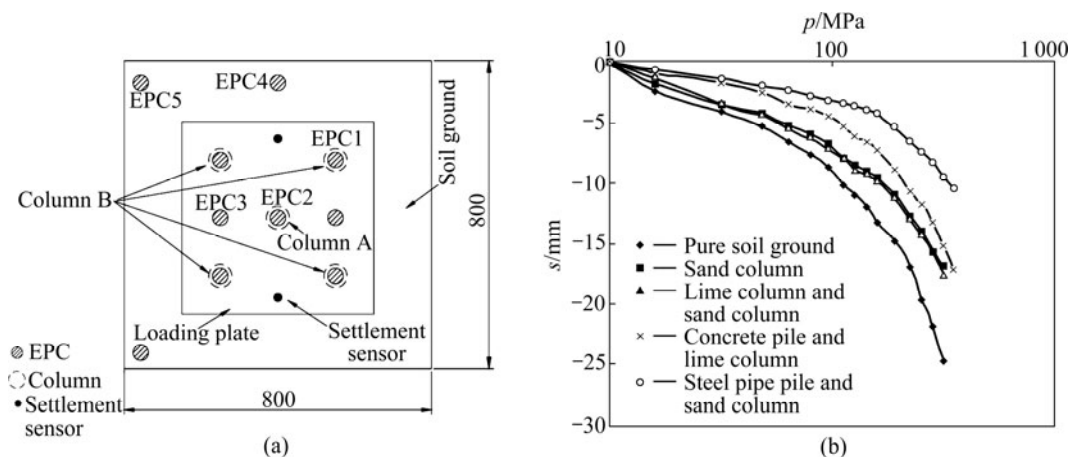 EPC5
EPC4
EPC1
Column B
EPC3
EPC2
Column A
Soil ground
800
Loading plate
Settlement
sensor
EPC
Column
Settlement
sensor
800
(a)
p/MPa
10
100
1 000
0
−5
−10
−15
−20
−25
−30
s/mm
Pure soil ground
Sand column
Lime column and
sand column
Concrete pile and
lime column
Steel pipe pile and
sand column
(b)